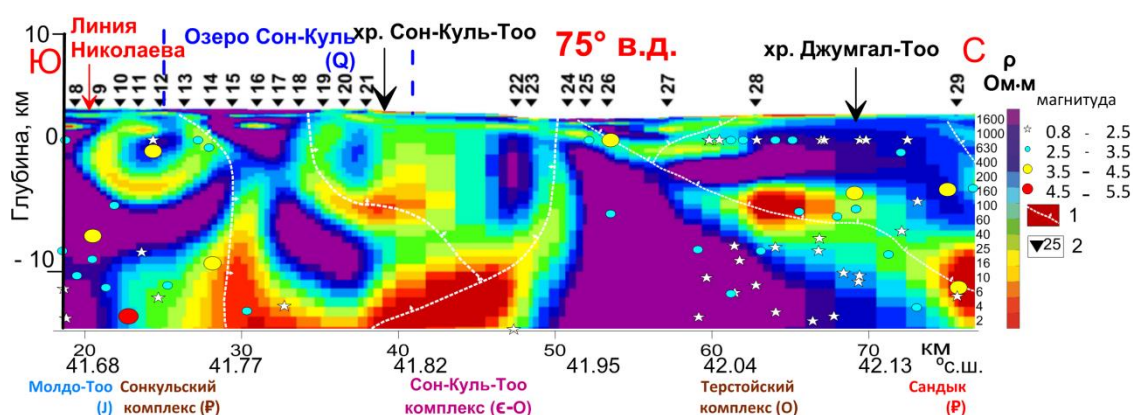 10
Линия
Николаева
Озеро Сон-Куль
(Q)
хр. Сон-Куль-Тоо
75° в.д.
хр. Джумгал-Тоо
Ю
С
8 9 10 11 12 13 14 15 16 17 18 19 20 21 22 23 24 25 26 27 28 29
Глубина, км
0
- 10
ρ
Ом·м
1600
1000
630
400
200
160
100
60
40
25
16
10
6
4
2
магнитуда
0.8 - 2.5
2.5 - 3.5
3.5 – 4.5
4.5 - 5.5
1
25 2
20 30 40 50 60 70 км
41.68 41.77 41.82 41.95 42.04 42.13 °с.ш.
Молдо-Тоо
(J)
Сонкульский
комплекс (₽)
Сон-Куль-Тоо
комплекс (Є-О)
Терстойский
комплекс (О)
Сандык
(₽)